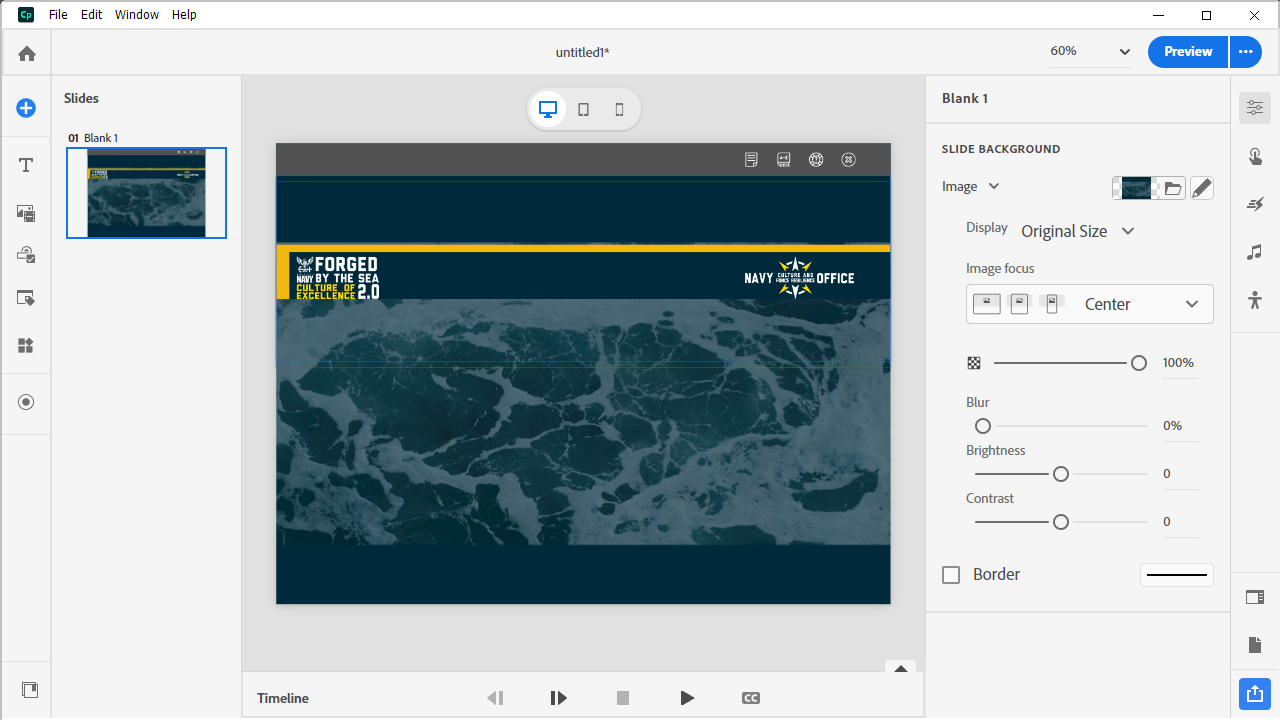 Cp File Edit Window Help
untitled1*
60%
Preview
Slides
01 Blank 1
T
FORGED
NAVY BY THE SEA
CULTURE OF
EXCELLENCE 2.0
NAVY CULTURE AND FORCE RESILIENCE OFFICE
Blank 1
SLIDE BACKGROUND
Image
Display Original Size
Image focus
Center
100%
Blur
0%
Brightness
0
Contrast
0
Border
Timeline
CC